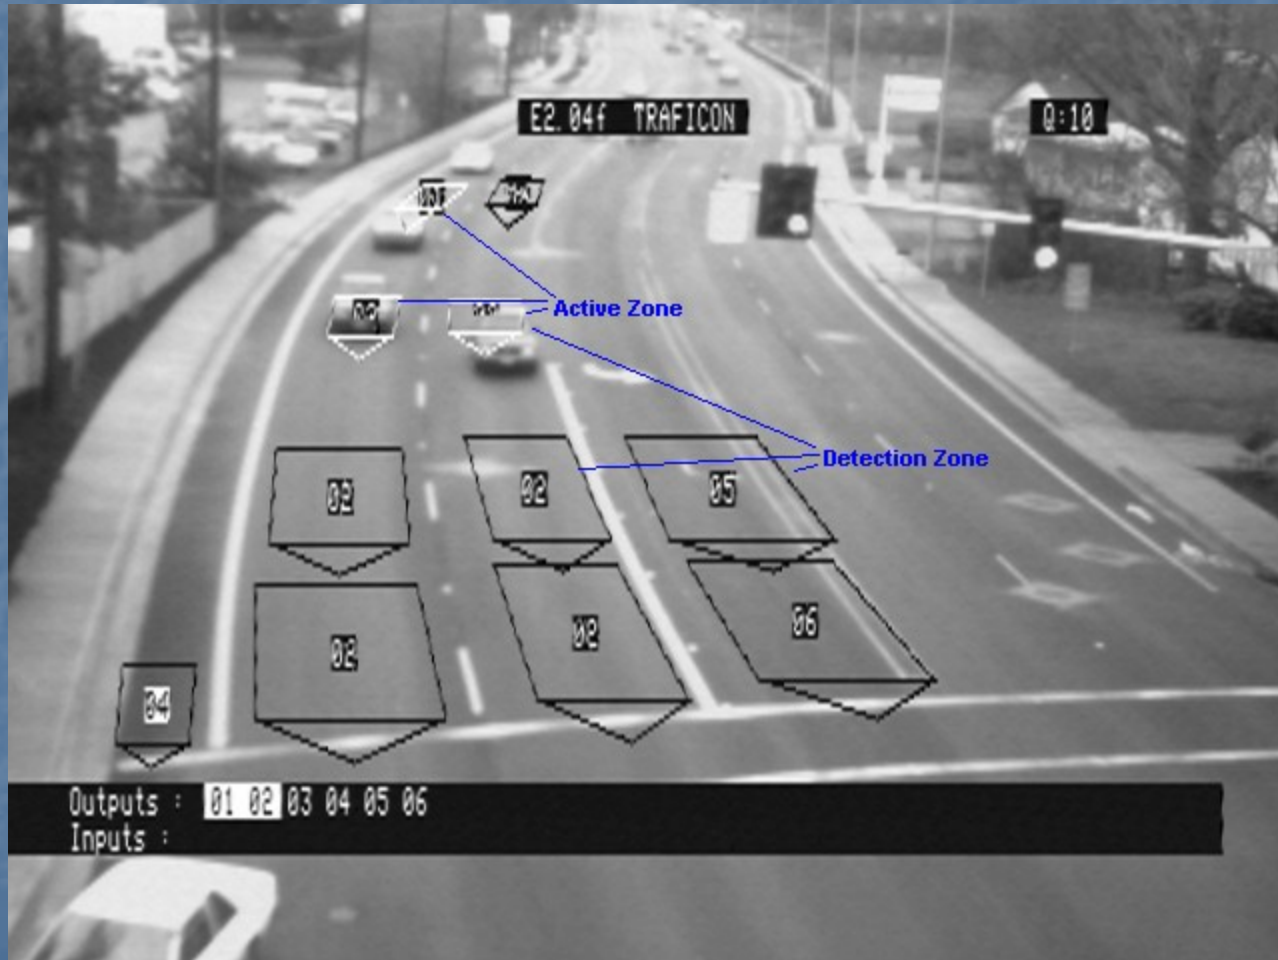 E2.04f TRAFICON
Q:10
Active Zone
Detection Zone
02
02
05
02
02
06
04
Outputs : 01 02 03 04 05 06
Inputs :